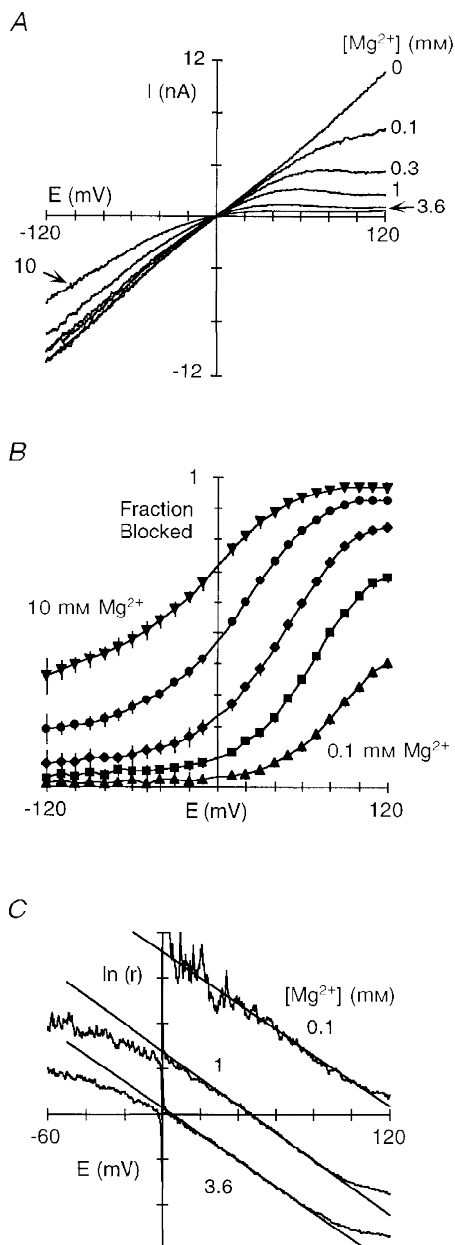 A
[Mg2+] (mM)
12
0
I (nA)
0.1
0.3
1
E (mV)
3.6
-120
120
10
-12
B
1
Fraction
Blocked
10 mM Mg2+
0.1 mM Mg2+
-120
E (mV)
120
C
ln (r)
[Mg2+] (mM)
0.1
1
-60
120
E (mV)
3.6